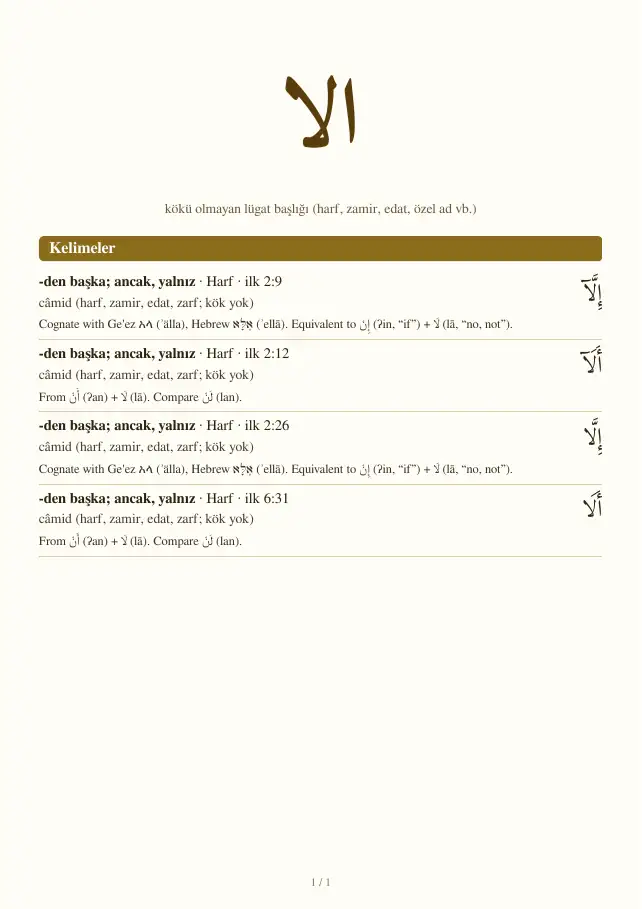 الا
kökü olmayan lügat başlığı (harf, zamir, edat, özel ad vb.)
Kelimeler
-den başka; ancak, yalnız · Harf · ilk 2:9 إِلَّآ
câmid (harf, zamir, edat, zarf; kök yok)
Cognate with Ge'ez አላ (ʾälla), Hebrew אִלָּא (ʾellā). Equivalent to إِنْ (ʔin, “if”) + لَا (lā, “no, not”).
-den başka; ancak, yalnız · Harf · ilk 2:12 أَلَآ
câmid (harf, zamir, edat, zarf; kök yok)
From أَنْ (ʔan) + لَا (lā). Compare لَنْ (lan).
-den başka; ancak, yalnız · Harf · ilk 2:26 إِلَّا
câmid (harf, zamir, edat, zarf; kök yok)
Cognate with Ge'ez አላ (ʾälla), Hebrew אִלָּא (ʾellā). Equivalent to إِنْ (ʔin, “if”) + لَا (lā, “no, not”).
-den başka; ancak, yalnız · Harf · ilk 6:31 أَلَا
câmid (harf, zamir, edat, zarf; kök yok)
From أَنْ (ʔan) + لَا (lā). Compare لَنْ (lan).
1 / 1